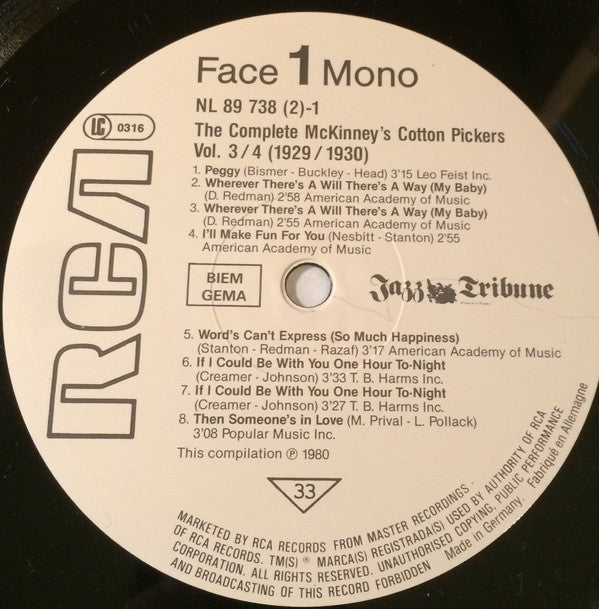 Face 1 Mono
NL 89 738 (2)-1
LC 0316
The Complete McKinney's Cotton Pickers
Vol. 3/4 (1929/1930)
1. Peggy (Bismer - Buckley - Head) 3'15 Leo Feist Inc.
2. Wherever There's A Will There's A Way (My Baby)
(D. Redman) 2'58 American Academy of Music
3. Wherever There's A Will There's A Way (My Baby)
(D. Redman) 2'55 American Academy of Music
4. I'll Make Fun For You (Nesbitt - Stanton) 2'55
American Academy of Music
RCA
BIEM
GEMA
Jazz Tribune
5. Word's Can't Express (So Much Happiness)
(Stanton - Redman - Razaf) 3'17 American Academy of Music
6. If I Could Be With You One Hour To-Night
(Creamer - Johnson) 3'33 T. B. Harms Inc.
7. If I Could Be With You One Hour To-Night
(Creamer - Johnson) 3'27 T. B. Harms Inc.
8. Then Someone's in Love (M. Prival - L. Pollack)
3'08 Popular Music Inc.
This compilation ℗ 1980
33
MARKETED BY RCA RECORDS FROM MASTER RECORDINGS
OF RCA RECORDS. TM(S) ® MARCA(S) REGISTRADA(S) USED BY AUTHORITY OF RCA
CORPORATION. ALL RIGHTS RESERVED. UNAUTHORISED COPYING, PUBLIC PERFORMANCE
AND BROADCASTING OF THIS RECORD FORBIDDEN
Made in Germany. Fabriqué en Allemagne